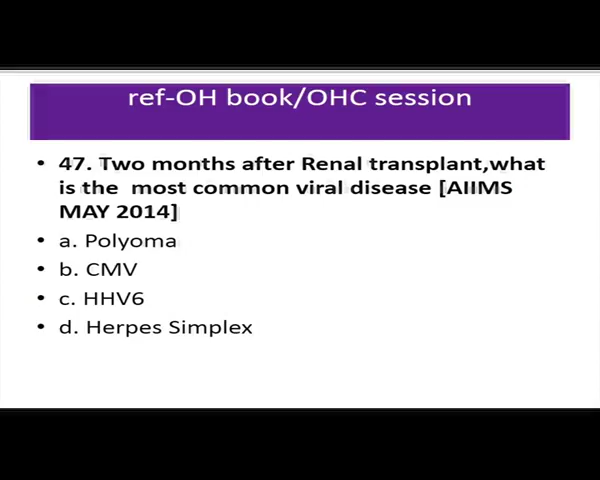 ref-OH book/OHC session
• 47. Two months after Renal transplant,what
is the most common viral disease [AIIMS
MAY 2014]
• a. Polyoma
• b. CMV
• c. HHV6
• d. Herpes Simplex